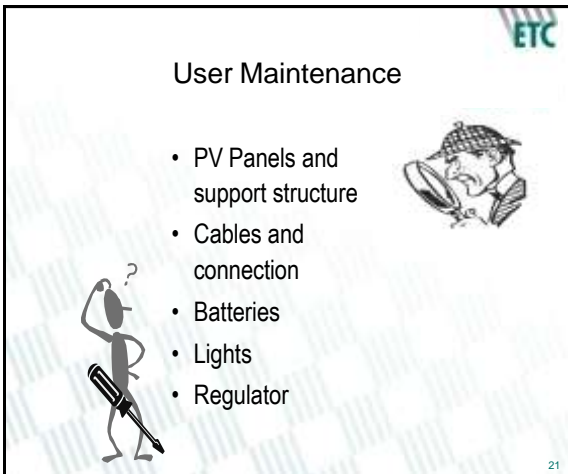 ETC
User Maintenance
• PV Panels and
support structure
• Cables and
connection
• Batteries
• Lights
• Regulator
?
21